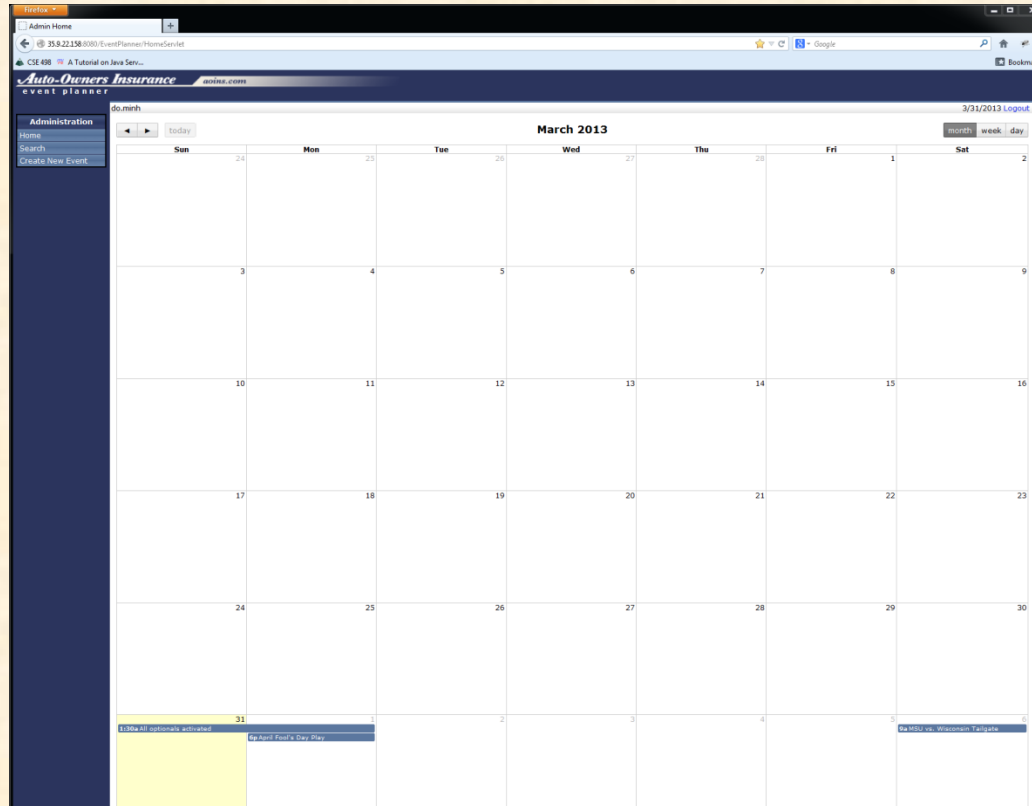 Firefox
Admin Home
35.9.22.158:8080/EventPlanner/HomeServlet
Google
CSE 498 A Tutorial on Java Serv...
Bookma
Auto-Owners Insurance aoins.com
event planner
do.minh 3/31/2013 Logout
Administration
Home
Search
Create New Event
today March 2013 month week day
Sun Mon Tue Wed Thu Fri Sat
24 25 26 27 28 1 2
3 4 5 6 7 8 9
10 11 12 13 14 15 16
17 18 19 20 21 22 23
24 25 26 27 28 29 30
31 1 2 3 4 5 6
1:30a All optionals activated
6p April Fool's Day Play
9a MSU vs. Wisconsin Tailgate